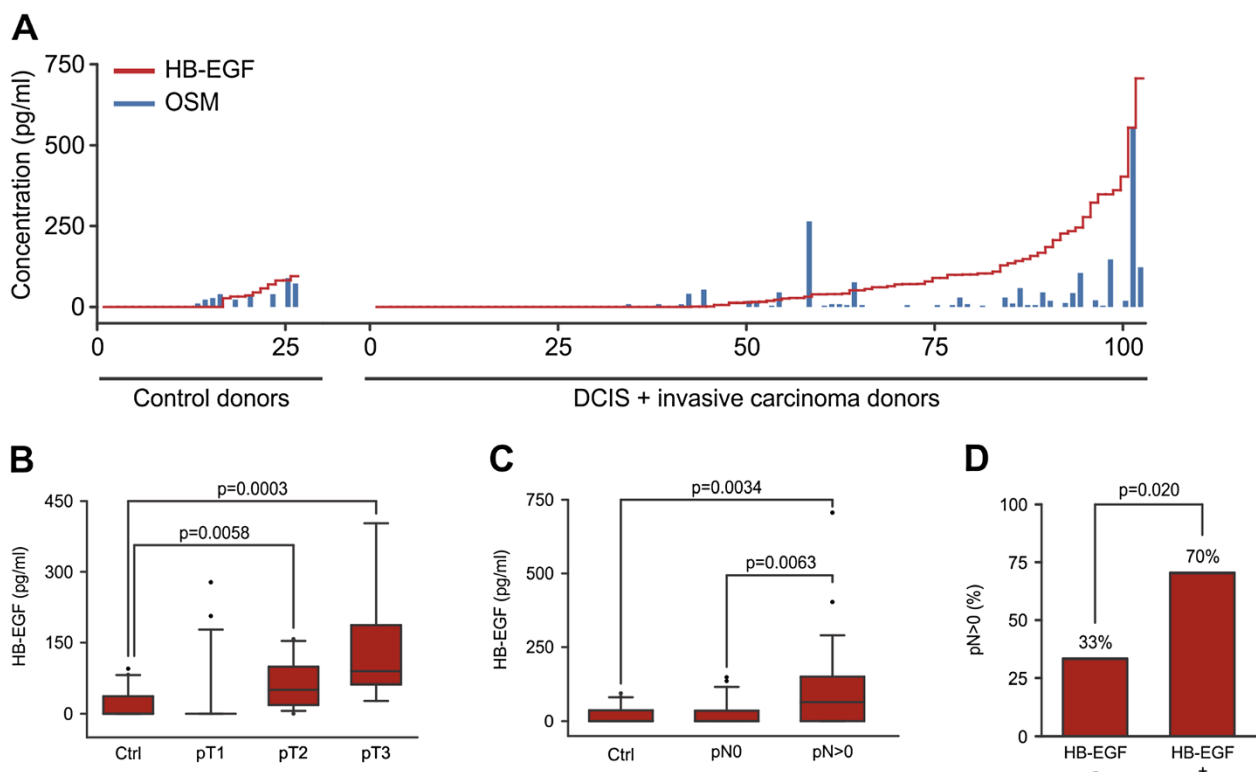 A
Concentration (pg/ml)
750
500
250
0
HB-EGF
OSM
0 25 0 25 50 75 100
Control donors DCIS + invasive carcinoma donors
B
HB-EGF (pg/ml)
450
300
150
0
p=0.0003
p=0.0058
Ctrl pT1 pT2 pT3
C
HB-EGF (pg/ml)
750
500
250
0
p=0.0034
p=0.0063
Ctrl pN0 pN>0
D
pN>0 (%)
100
75
50
25
0
p=0.020
33%
70%
HB-EGF HB-EGF
- +